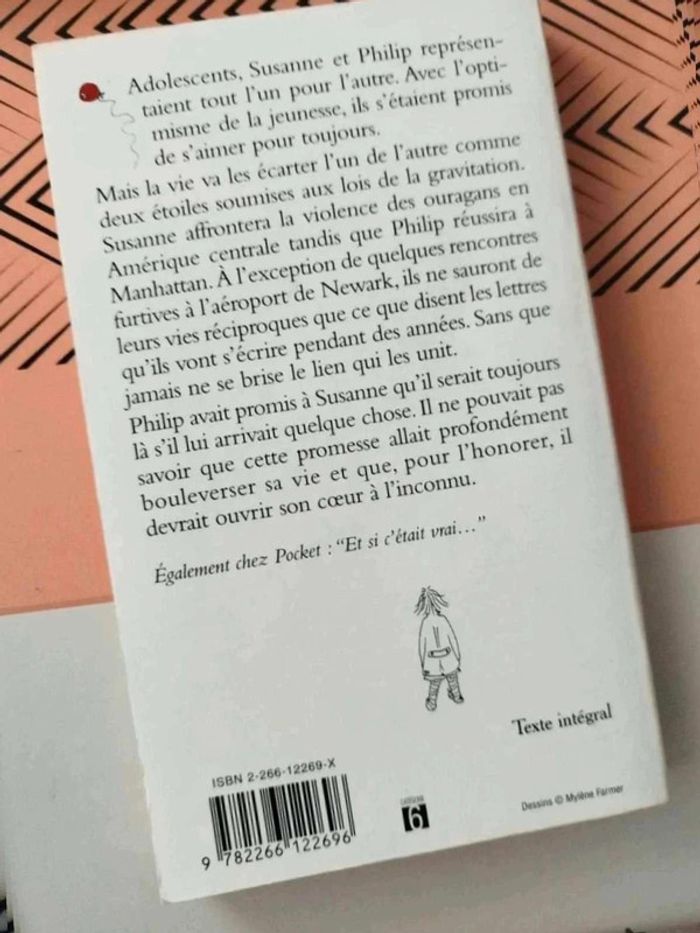 Adolescents, Susanne et Philip représen-
taient tout l'un pour l'autre. Avec l'opti-
misme de la jeunesse, ils s'étaient promis
de s'aimer pour toujours.
Mais la vie va les écarter l'un de l'autre comme
deux étoiles soumises aux lois de la gravitation.
Susanne affrontera la violence des ouragans en
Amérique centrale tandis que Philip réussira à
Manhattan. À l'exception de quelques rencontres
furtives à l'aéroport de Newark, ils ne sauront de
leurs vies réciproques que ce que disent les lettres
qu'ils vont s'écrire pendant des années. Sans que
jamais ne se brise le lien qui les unit.
Philip avait promis à Susanne qu'il serait toujours
là s'il lui arrivait quelque chose. Il ne pouvait pas
savoir que cette promesse allait profondément
bouleverser sa vie et que, pour l'honorer, il
devrait ouvrir son cœur à l'inconnu.
Également chez Pocket : “Et si c'était vrai...”
Texte intégral
ISBN 2-266-12269-X
9 782266 122696
CATÉGORIE
6
Dessins © Mylène Farmer